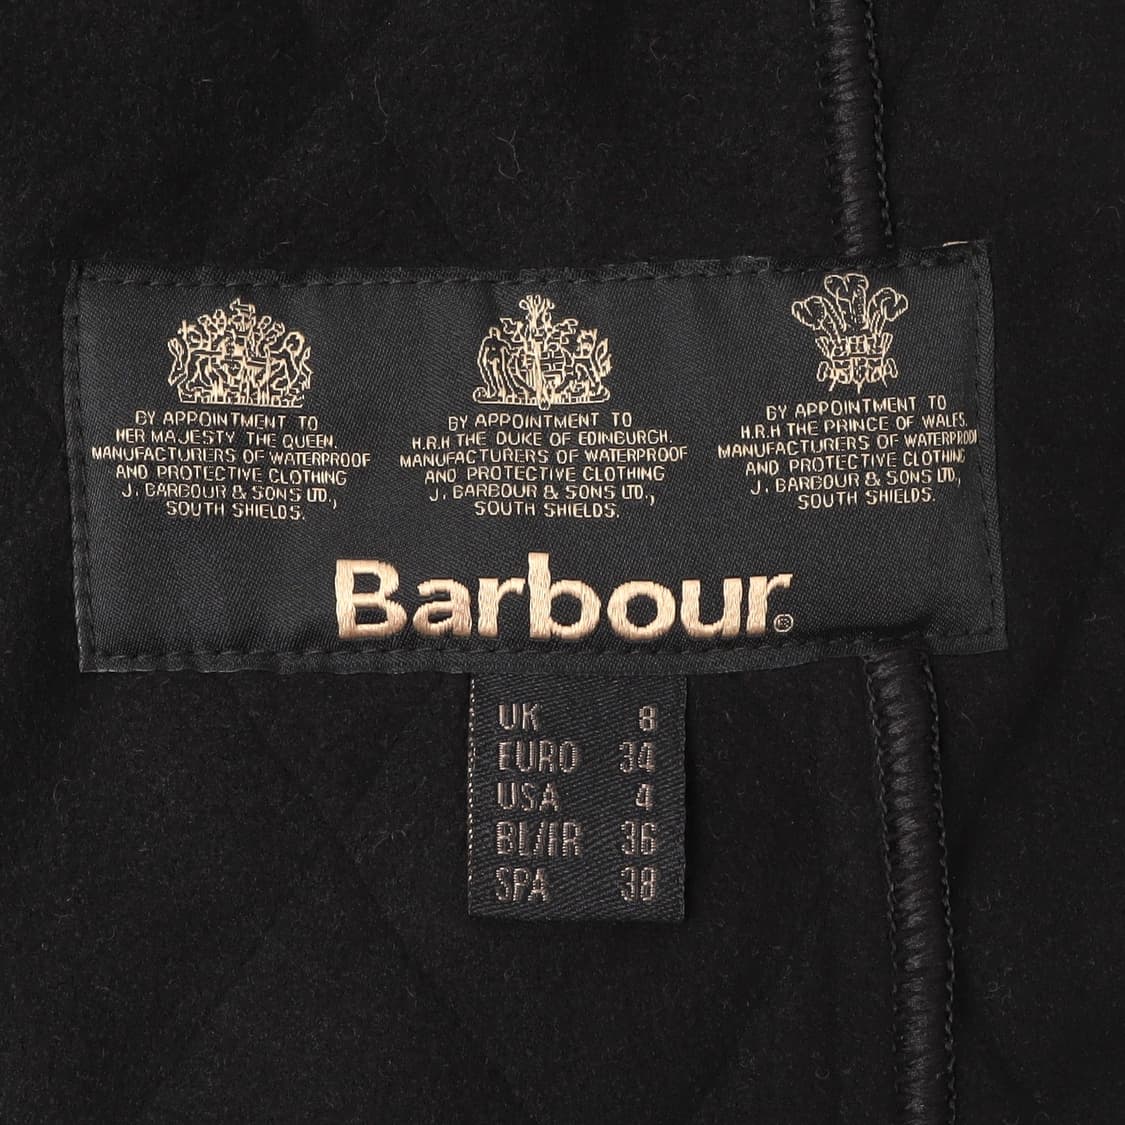 BY APPOINTMENT TO
HER MAJESTY THE QUEEN.
MANUFACTURERS OF WATERPROOF
AND PROTECTIVE CLOTHING
J. BARBOUR & SONS LTD.,
SOUTH SHIELDS.
BY APPOINTMENT TO
H.R.H THE DUKE OF EDINBURGH.
MANUFACTURERS OF WATERPROOF
AND PROTECTIVE CLOTHING
J. BARBOUR & SONS LTD.,
SOUTH SHIELDS.
BY APPOINTMENT TO
H.R.H THE PRINCE OF WALES.
MANUFACTURERS OF WATERPROOF
AND PROTECTIVE CLOTHING
J. BARBOUR & SONS LTD.,
SOUTH SHIELDS.
Barbour®
UK 8
EURO 34
USA 4
BL/IR 36
SPA 38